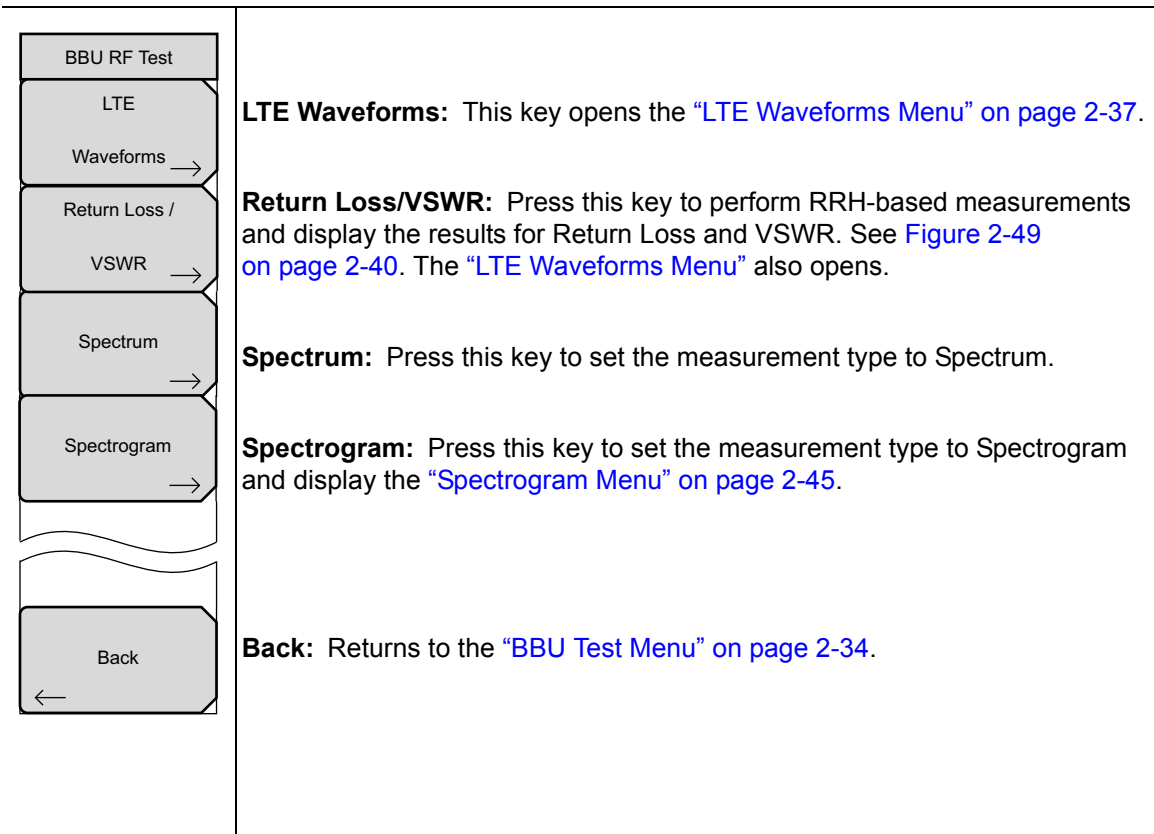 BBU RF Test
LTE
Waveforms
Return Loss /
VSWR
Spectrum
Spectrogram
Back
LTE Waveforms: This key opens the “LTE Waveforms Menu” on page 2-37.
Return Loss/VSWR: Press this key to perform RRH-based measurements
and display the results for Return Loss and VSWR. See Figure 2-49
on page 2-40. The “LTE Waveforms Menu” also opens.
Spectrum: Press this key to set the measurement type to Spectrum.
Spectrogram: Press this key to set the measurement type to Spectrogram
and display the “Spectrogram Menu” on page 2-45.
Back: Returns to the “BBU Test Menu” on page 2-34.